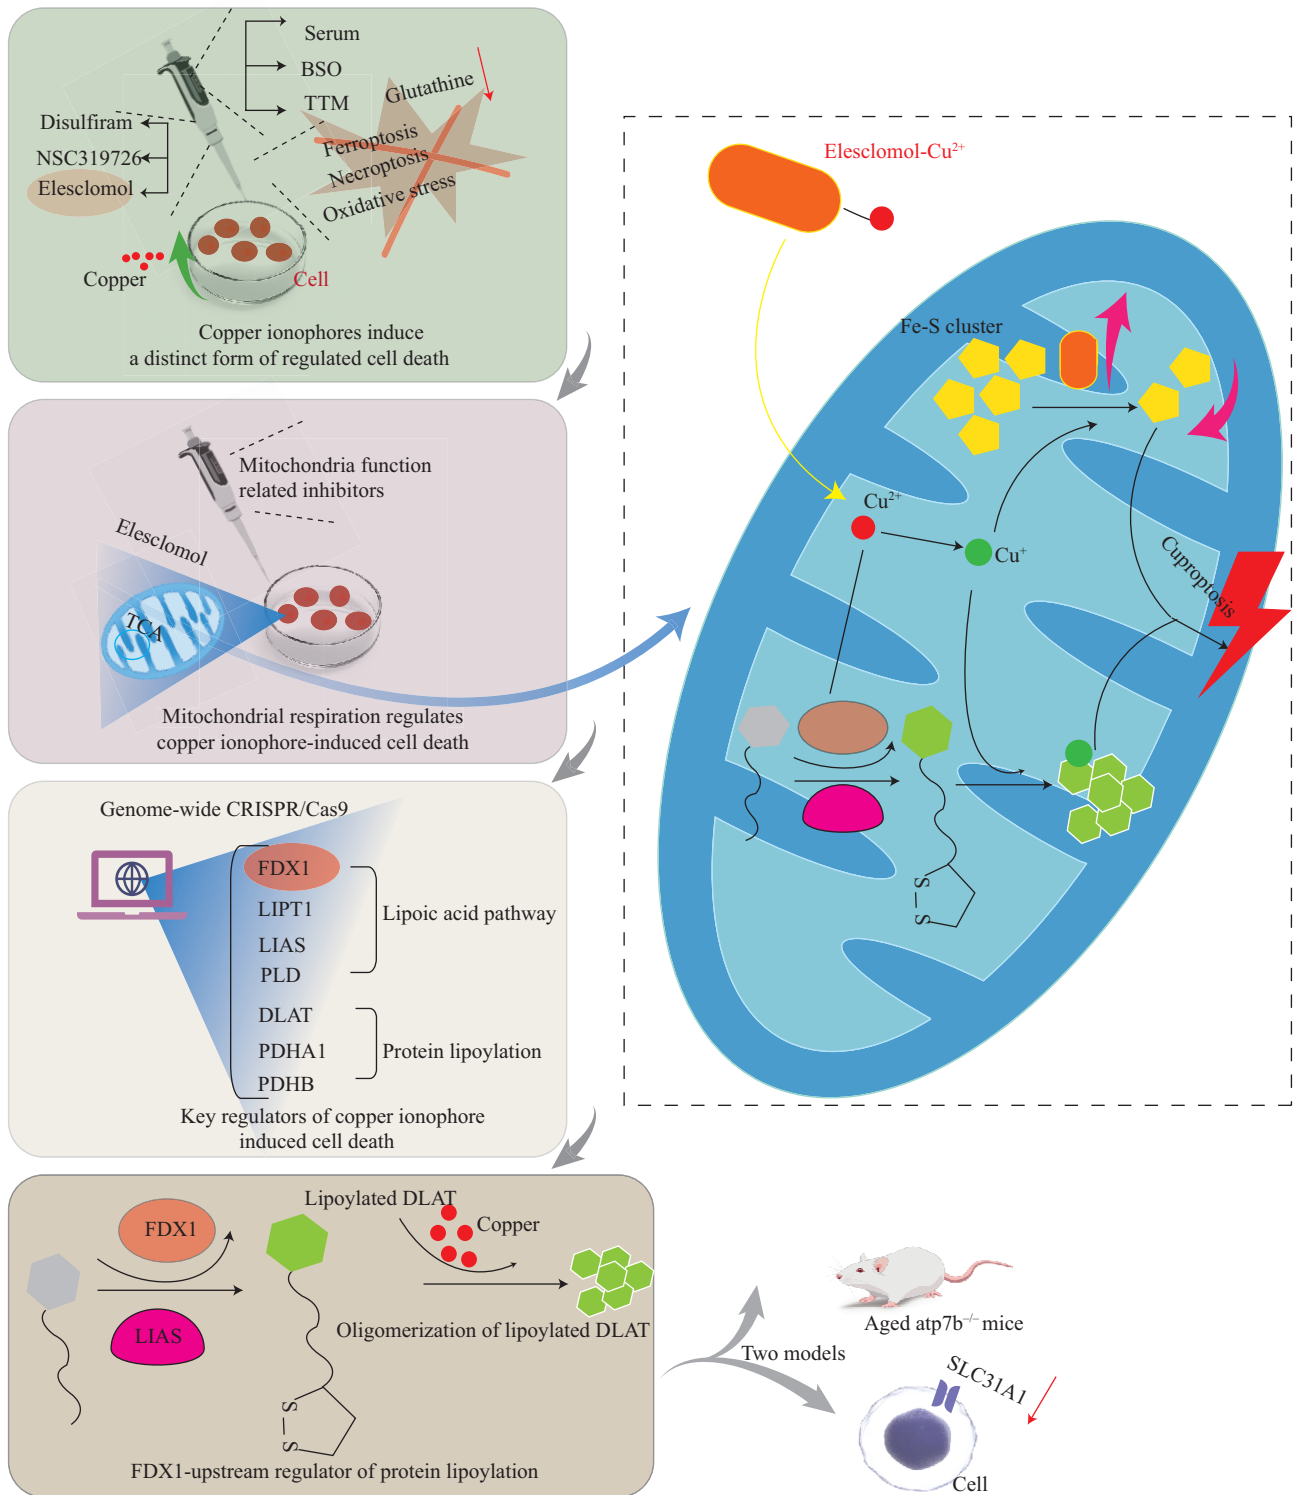 Serum
BSO
TTM
Glutathine
Disulfiram
NSC319726
Elesclomol
Ferroptosis
Necroptosis
Oxidative stress
Copper
Cell
Copper ionophores induce
a distinct form of regulated cell death
Mitochondria function
related inhibitors
Elesclomol
TCA
Mitochondrial respiration regulates
copper ionophore-induced cell death
Genome-wide CRISPR/Cas9
FDX1
LIPT1
LIAS
PLD
Lipoic acid pathway
DLAT
PDHA1
PDHB
Protein lipoylation
Key regulators of copper ionophore
induced cell death
Lipoylated DLAT
FDX1
Copper
LIAS
Oligomerization of lipoylated DLAT
S
S
FDX1-upstream regulator of protein lipoylation
Elesclomol-Cu²⁺
Fe-S cluster
Cu²⁺
Cu⁺
Cuproptosis
S
S
Aged atp7b⁻/⁻ mice
Two models
SLC31A1
Cell